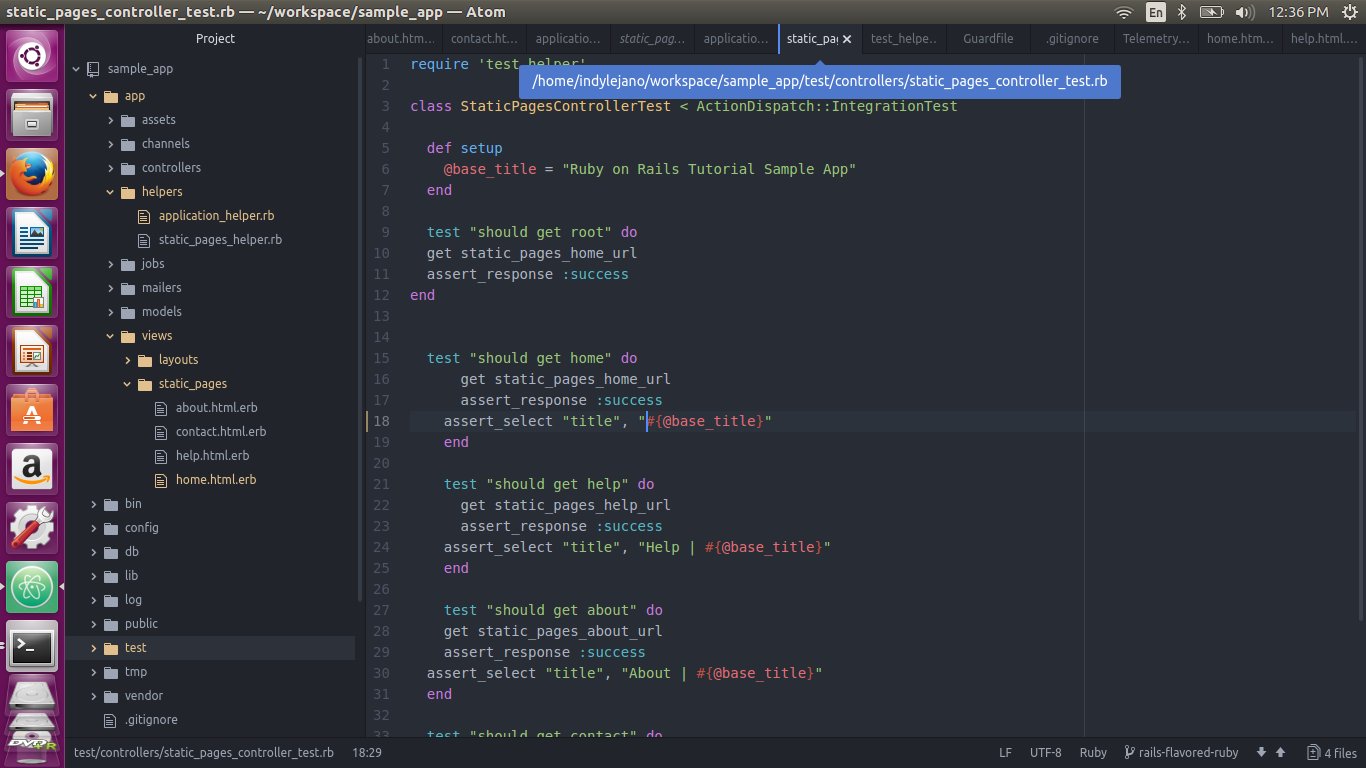 static_pages_controller_test.rb — ~/workspace/sample_app — Atom
En
12:36 PM
Project
about.htm...
contact.ht...
applicatio...
static_pag...
applicatio...
static_pa
test_helpe..
Guardfile
.gitignore
Telemetry...
home.htm...
help.html....
/home/indylejano/workspace/sample_app/test/controllers/static_pages_controller_test.rb
sample_app
app
assets
channels
controllers
helpers
application_helper.rb
static_pages_helper.rb
jobs
mailers
models
views
layouts
static_pages
about.html.erb
contact.html.erb
help.html.erb
home.html.erb
bin
config
db
lib
log
public
test
tmp
vendor
.gitignore
1 require 'test_helper'
2
3 class StaticPagesControllerTest < ActionDispatch::IntegrationTest
4
5 def setup
6 @base_title = "Ruby on Rails Tutorial Sample App"
7 end
8
9 test "should get root" do
10 get static_pages_home_url
11 assert_response :success
12 end
13
14
15 test "should get home" do
16 get static_pages_home_url
17 assert_response :success
18 assert_select "title", "#{@base_title}"
19 end
20
21 test "should get help" do
22 get static_pages_help_url
23 assert_response :success
24 assert_select "title", "Help | #{@base_title}"
25 end
26
27 test "should get about" do
28 get static_pages_about_url
29 assert_response :success
30 assert_select "title", "About | #{@base_title}"
31 end
32
33 test "should get contact" do
test/controllers/static_pages_controller_test.rb
18:29
LF
UTF-8
Ruby
rails-flavored-ruby
4 files